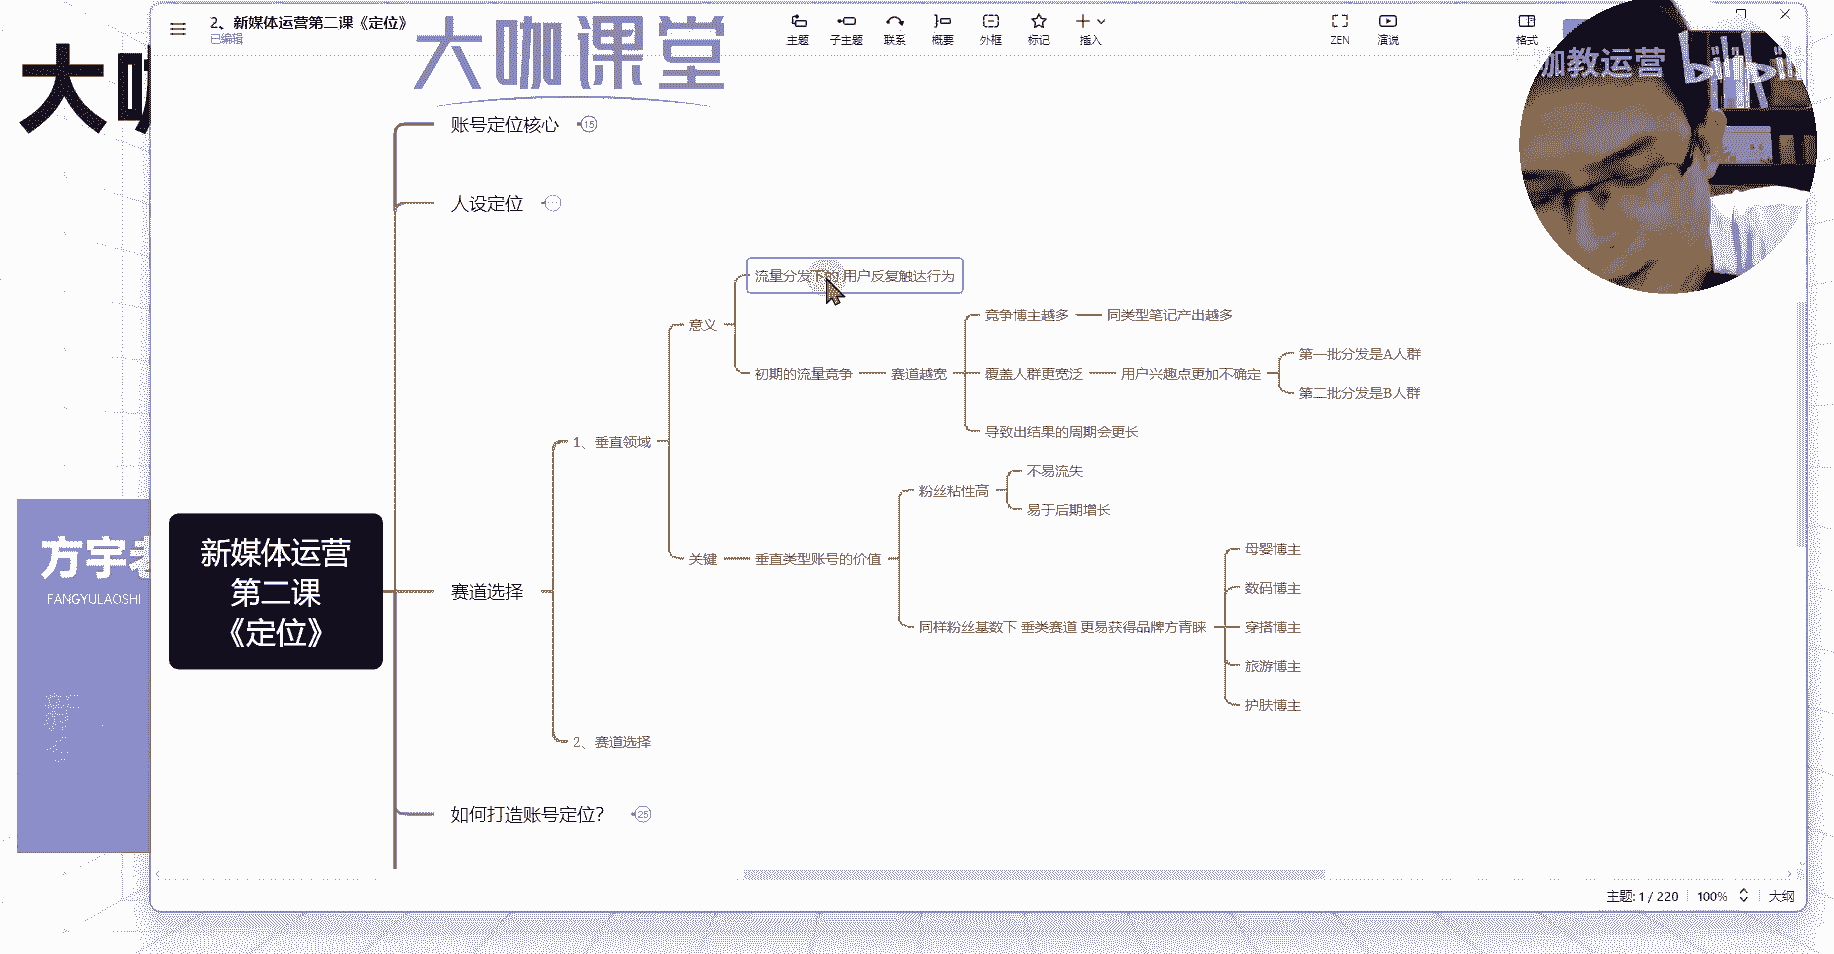 2、新媒体运营第二课《定位》
已编辑
主题
子主题
联系
概要
外框
标记
插入
ZEN
演说
格式
大咖课堂
咖教运营
bilibili
大咖
账号定位核心
15
人设定位
流量分发下的 用户反复触达行为
意义
竞争博主越多
同类型笔记产出越多
初期的流量竞争
赛道越宽
覆盖人群更宽泛
用户兴趣点更加不确定
第一批分发是A人群
第二批分发是B人群
导致出结果的周期会更长
1、垂直领域
粉丝粘性高
不易流失
易于后期增长
关键
垂直类型账号的价值
同样粉丝基数下 垂类赛道 更易获得品牌方青睐
母婴博主
数码博主
穿搭博主
旅游博主
护肤博主
新媒体运营
第二课
《定位》
赛道选择
2、赛道选择
如何打造账号定位?
25
方宇老
FANGYULAOSHI
主题: 1 / 220
100%
大纲